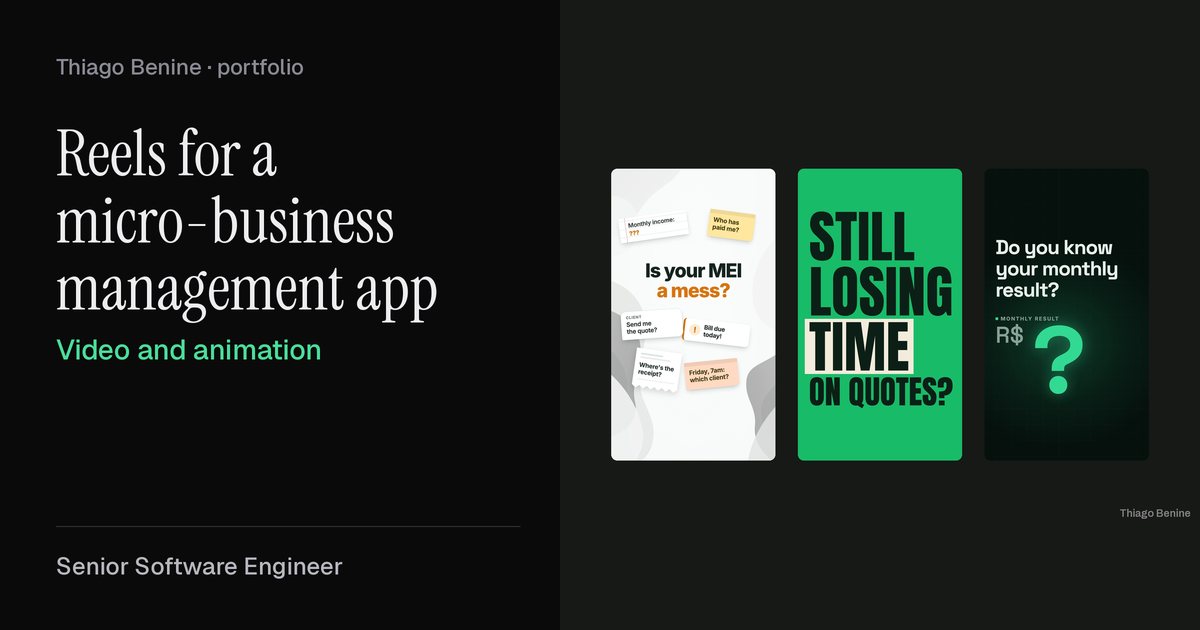 Thiago Benine · portfolio
Reels for a
micro-business
management app
Video and animation
Senior Software Engineer
Monthly income:
???
Who has
paid me?
Is your MEI
a mess?
CLIENT
Send me
the quote?
!
Bill due
today!
Where's the
receipt?
Friday, 7am:
which client?
STILL
LOSING
TIME
ON QUOTES?
Do you know
your monthly
result?
MONTHLY RESULT
R$ ?
Thiago Benine